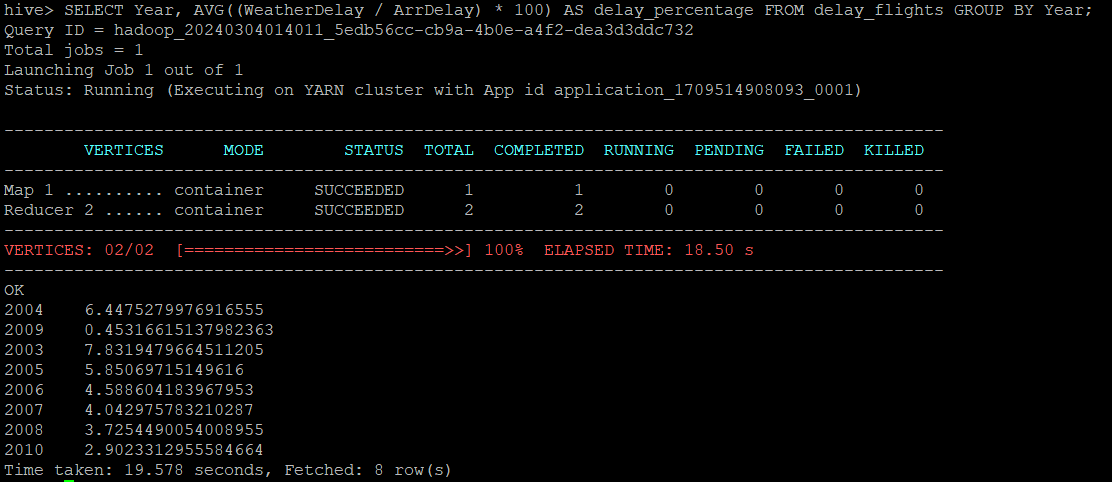 hive> SELECT Year, AVG((WeatherDelay / ArrDelay) * 100) AS delay_percentage FROM delay_flights GROUP BY Year;
Query ID = hadoop_20240304014011_5edb56cc-cb9a-4b0e-a4f2-dea3d3ddc732
Total jobs = 1
Launching Job 1 out of 1
Status: Running (Executing on YARN cluster with App id application_1709514908093_0001)
----------------------------------------------------------------------------------------------
        VERTICES      MODE        STATUS  TOTAL  COMPLETED  RUNNING  PENDING  FAILED  KILLED
----------------------------------------------------------------------------------------------
Map 1 .......... container     SUCCEEDED      1          1        0        0       0       0
Reducer 2 ...... container     SUCCEEDED      2          2        0        0       0       0
----------------------------------------------------------------------------------------------
VERTICES: 02/02  [==========================>>] 100%  ELAPSED TIME: 18.50 s
----------------------------------------------------------------------------------------------
OK
2004    6.4475279976916555
2009    0.45316615137982363
2003    7.8319479664511205
2005    5.85069715149616
2006    4.588604183967953
2007    4.042975783210287
2008    3.7254490054008955
2010    2.9023312955584664
Time taken: 19.578 seconds, Fetched: 8 row(s)